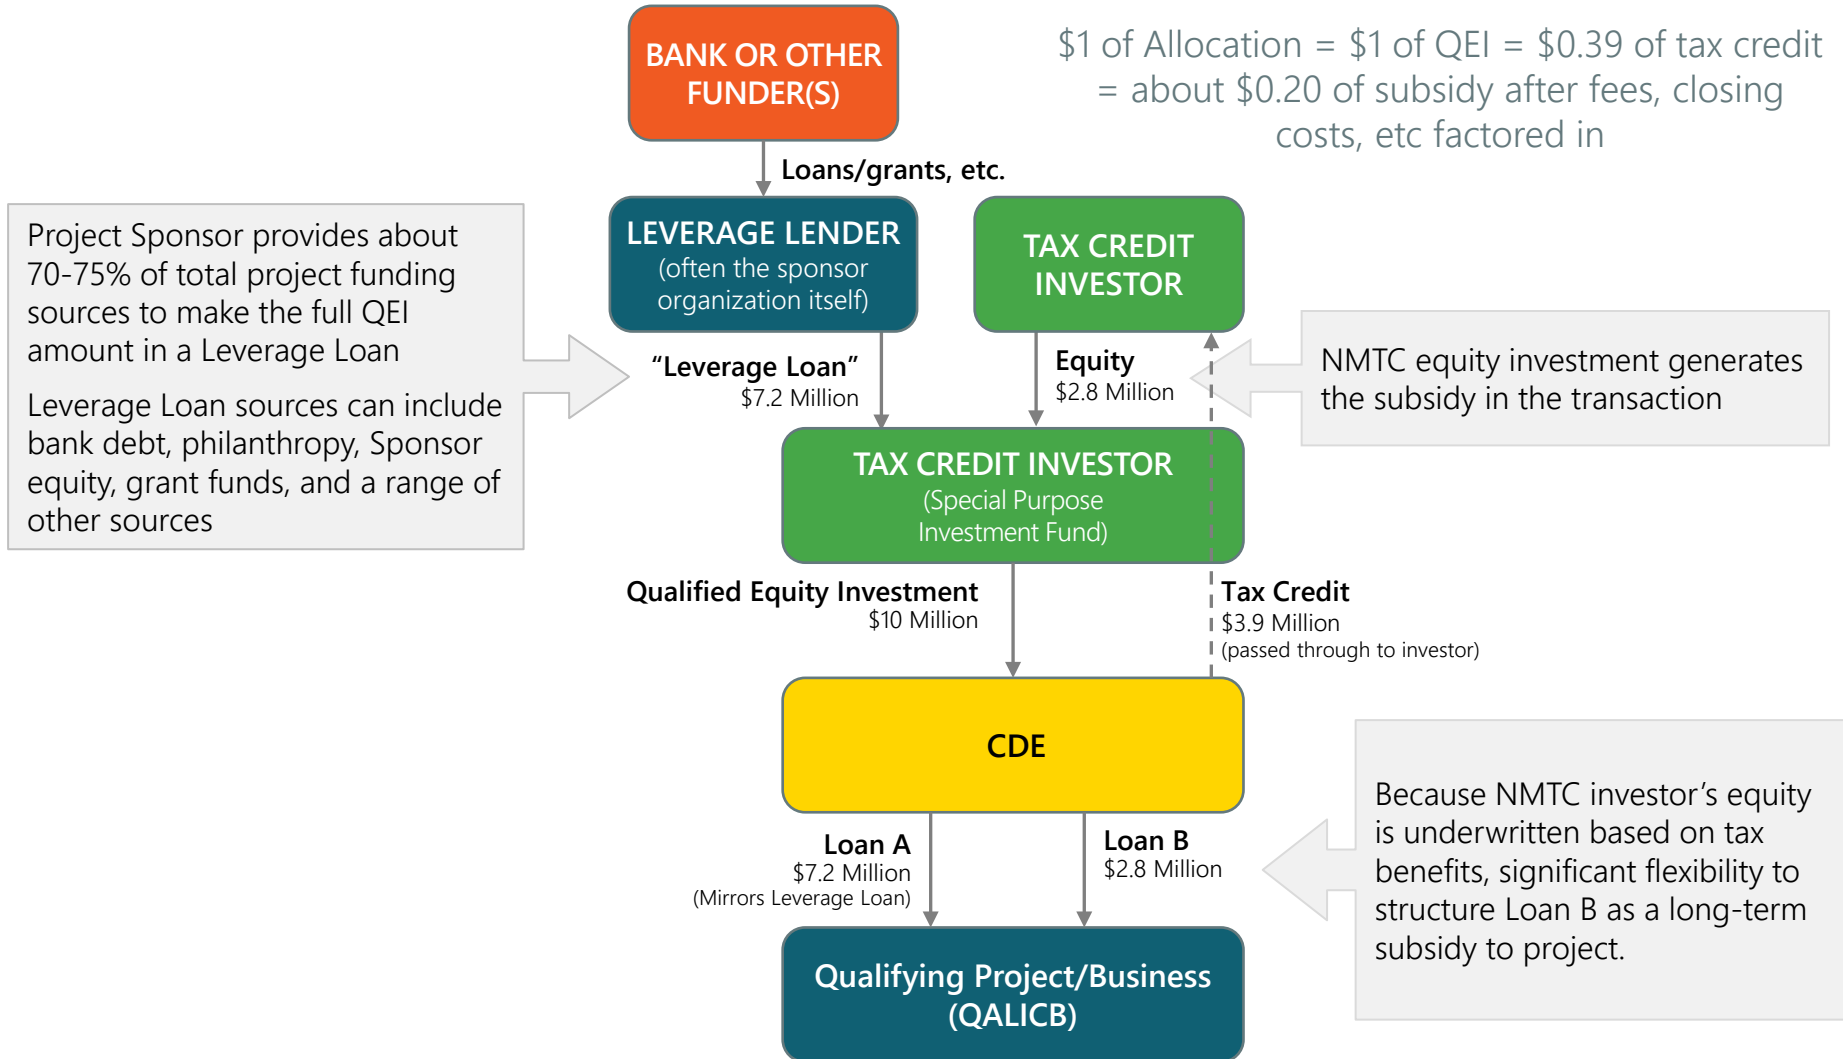 BANK OR OTHER
FUNDER(S)
$1 of Allocation = $1 of QEI = $0.39 of tax credit
= about $0.20 of subsidy after fees, closing
costs, etc factored in
Loans/grants, etc.
Project Sponsor provides about
70-75% of total project funding
sources to make the full QEI
amount in a Leverage Loan
Leverage Loan sources can include
bank debt, philanthropy, Sponsor
equity, grant funds, and a range of
other sources
LEVERAGE LENDER
(often the sponsor
organization itself)
TAX CREDIT
INVESTOR
“Leverage Loan”
$7.2 Million
Equity
$2.8 Million
NMTC equity investment generates
the subsidy in the transaction
TAX CREDIT INVESTOR
(Special Purpose
Investment Fund)
Qualified Equity Investment
$10 Million
Tax Credit
$3.9 Million
(passed through to investor)
CDE
Loan A
$7.2 Million
(Mirrors Leverage Loan)
Loan B
$2.8 Million
Because NMTC investor’s equity
is underwritten based on tax
benefits, significant flexibility to
structure Loan B as a long-term
subsidy to project.
Qualifying Project/Business
(QALICB)